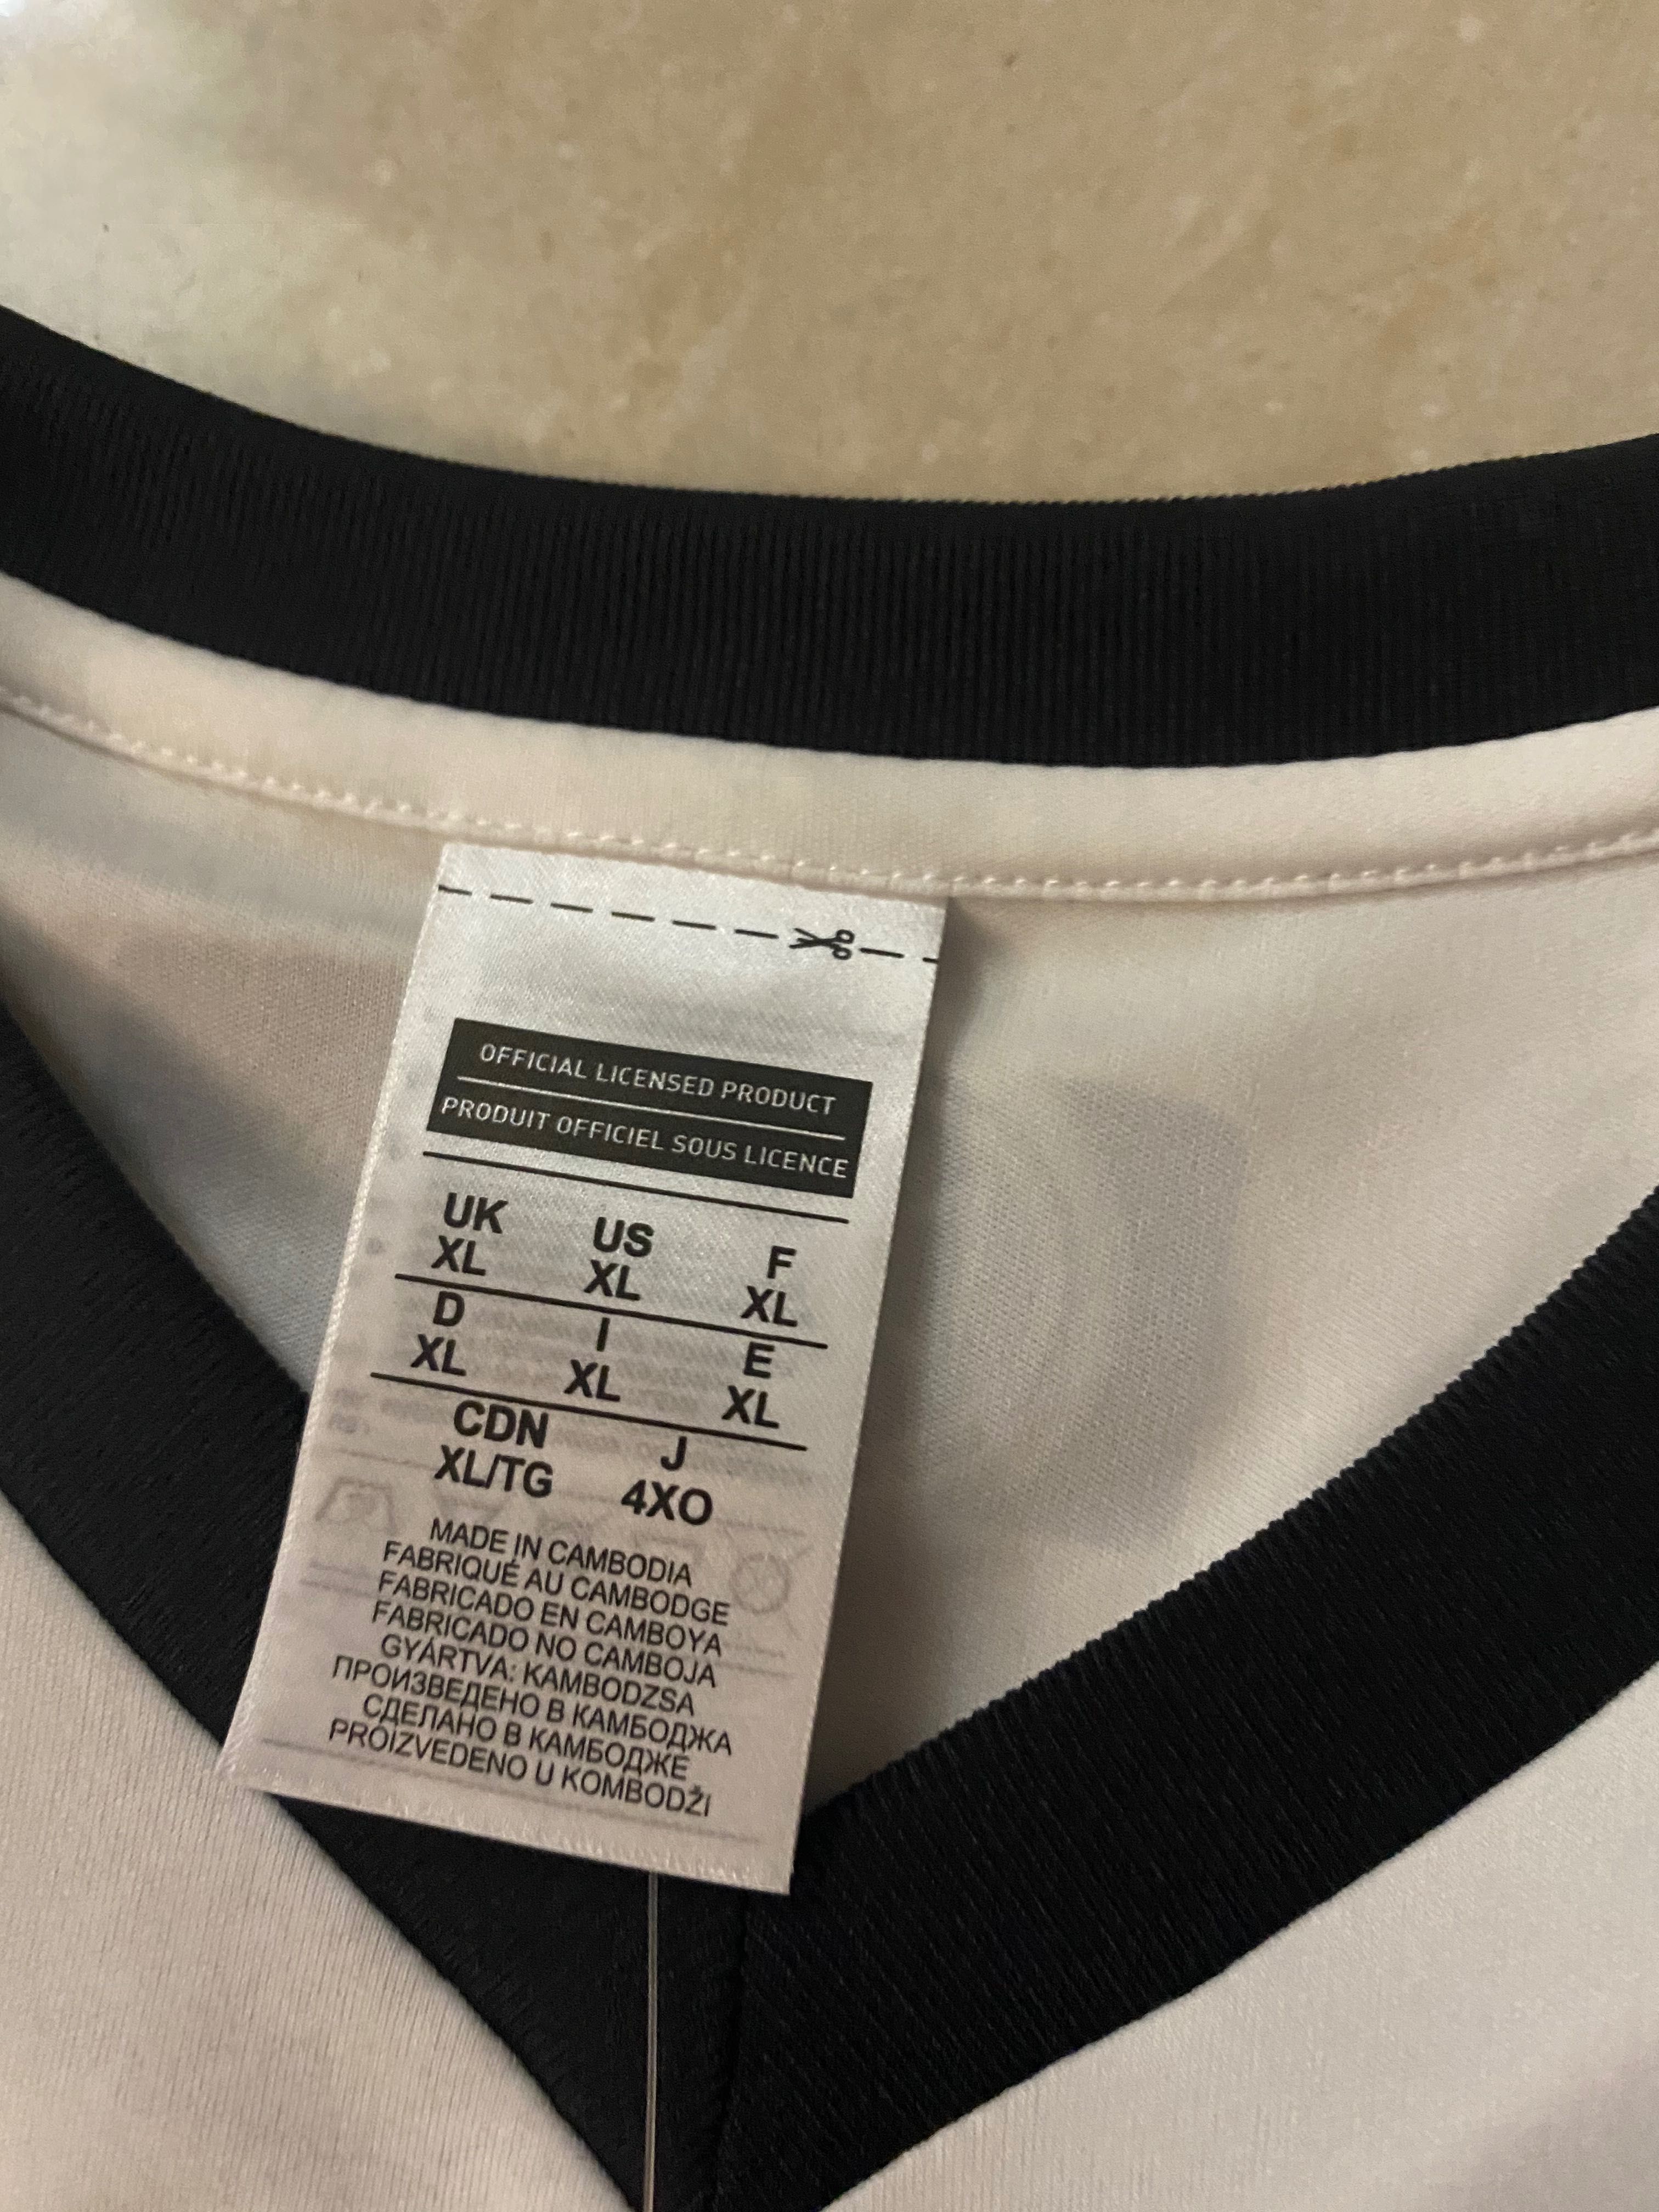 OFFICIAL LICENSED PRODUCT
PRODUIT OFFICIEL SOUS LICENCE
UK US F
XL XL XL
D I E
XL XL XL
CDN J
XL/TG 4XO
MADE IN CAMBODIA
FABRIQUÉ AU CAMBODGE
FABRICADO EN CAMBOYA
FABRICADO NO CAMBOJA
GYÁRTVA: KAMBODZSA
ПРОИЗВЕДЕНО В КАМБОДЖА
СДЕЛАНО В КАМБОДЖЕ
PROIZVEDENO U KOMBODŽI